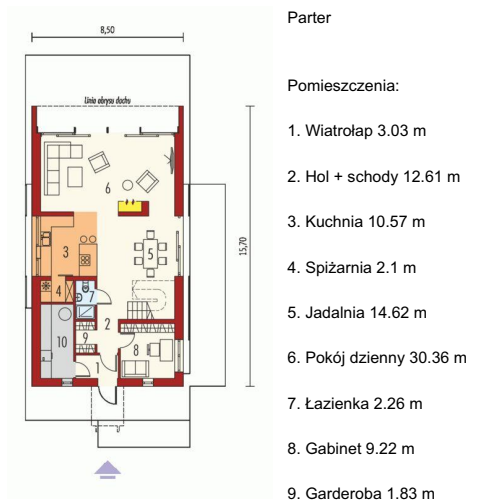 8,50
Linia obrysu dachu
6
3
5
15,70
4
7
2
10
9
8
1
Parter
Pomieszczenia:
1. Wiatrołap 3.03 m
2. Hol + schody 12.61 m
3. Kuchnia 10.57 m
4. Spiżarnia 2.1 m
5. Jadalnia 14.62 m
6. Pokój dzienny 30.36 m
7. Łazienka 2.26 m
8. Gabinet 9.22 m
9. Garderoba 1.83 m